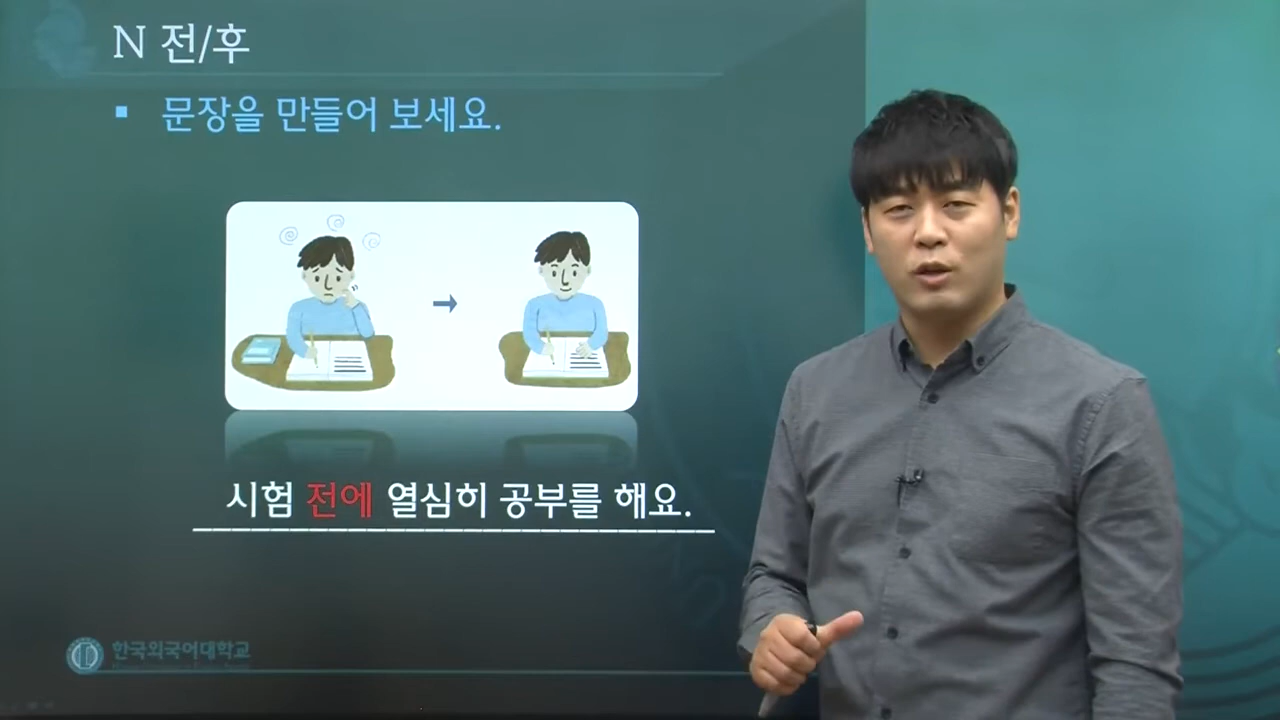 N 전/후
▪ 문장을 만들어 보세요.
시험 전에 열심히 공부를 해요.
한국외국어대학교